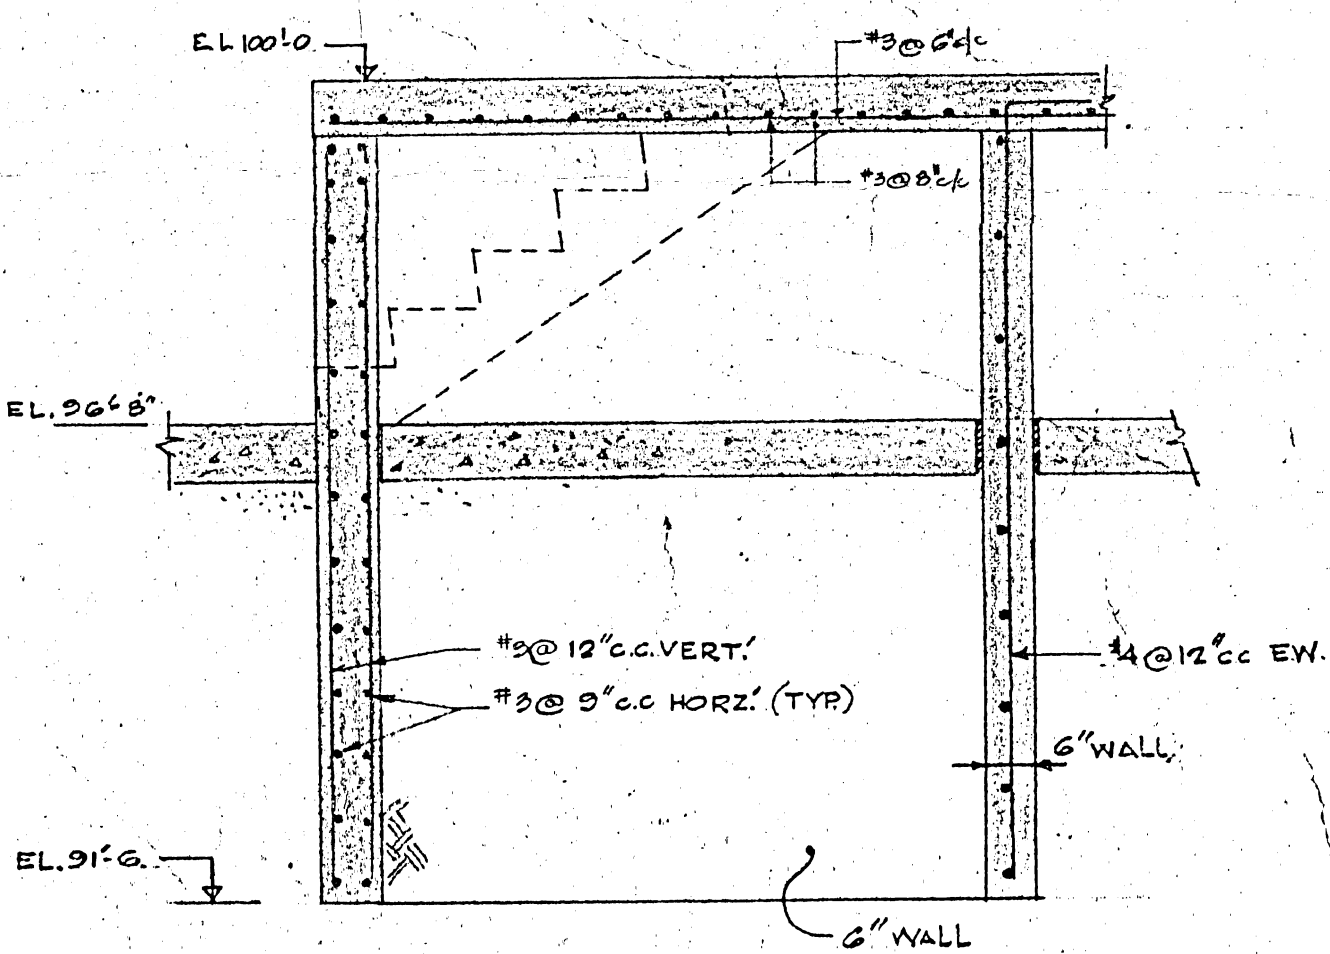 EL 100'-0
#3@6"c/c
#3@8"c/c
EL. 96'-8"
#3@12"c.c. VERT.'
#3@ 9"c.c HORZ.' (TYP.)
#4@12"cc E.W.
6" WALL
EL. 91'-6.
6" WALL